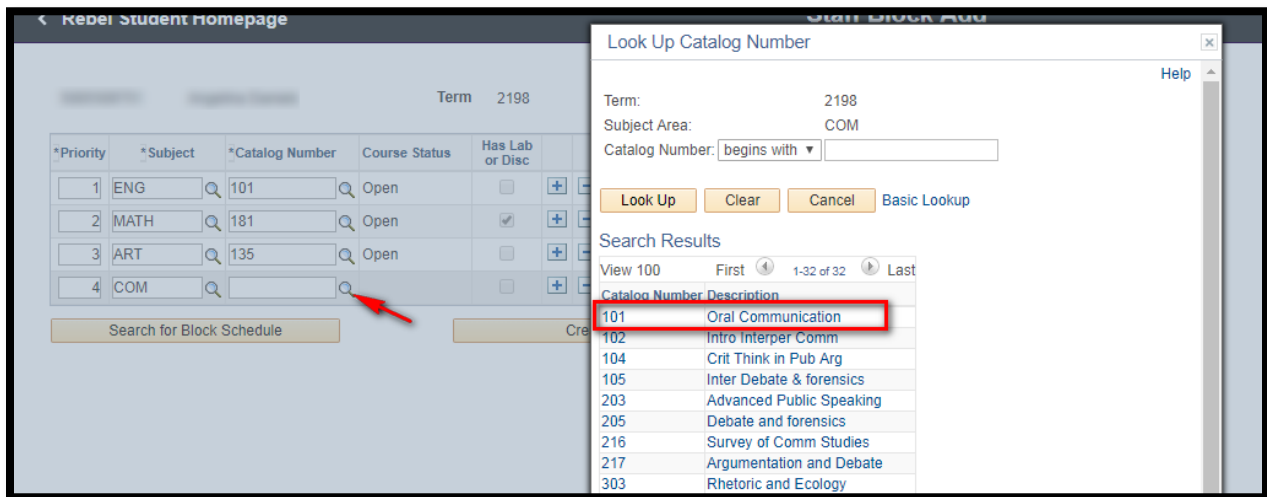 Rebel Student Homepage
Staff Block Add
Term 2198
*Priority *Subject *Catalog Number Course Status Has Lab or Disc
1 ENG 101 Open
2 MATH 181 Open
3 ART 135 Open
4 COM
Search for Block Schedule
Cre
Look Up Catalog Number
Help
Term: 2198
Subject Area: COM
Catalog Number: begins with
Look Up Clear Cancel Basic Lookup
Search Results
View 100 First 1-32 of 32 Last
Catalog Number Description
101 Oral Communication
102 Intro Interper Comm
104 Crit Think in Pub Arg
105 Inter Debate & forensics
203 Advanced Public Speaking
205 Debate and forensics
216 Survey of Comm Studies
217 Argumentation and Debate
303 Rhetoric and Ecology